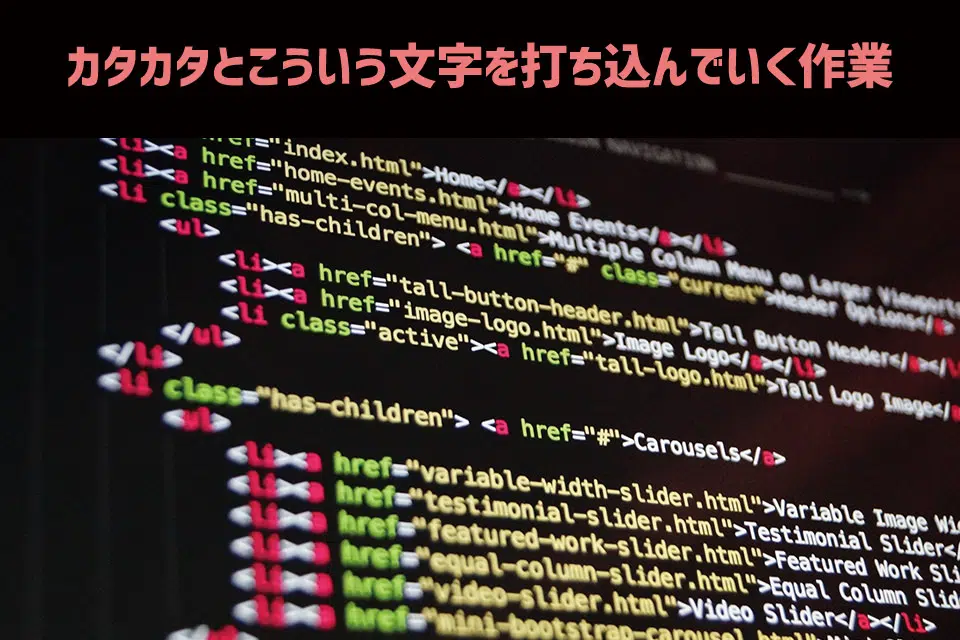 カタカタとこういう文字を打ち込んでいく作業
NAVIGATION
<li><a href="index.html">Home</a></li>
<li><a href="home-events.html">Home Events</a></li>
<li><a href="multi-col-menu.html">Multiple Column Menu on Larger Viewports
<li class="has-children"> <a href="#" class="current">Header Options</a>
<ul>
<li><a href="tall-button-header.html">Tall Button Header</a></li
<li><a href="image-logo.html">Image Logo</a></li>
<li class="active"><a href="tall-logo.html">Tall Logo Image</a
</ul>
</li>
<li class="has-children"> <a href="#">Carousels</a>
<ul>
<li><a href="variable-width-slider.html">Variable Image
<li><a href="testimonial-slider.html">Testimonial Slider</
<li><a href="featured-work-slider.html">Featured Work
<li><a href="equal-column-slider.html">Equal Column
<li><a href="video-slider.html">Video Slider</a></li>
<li><a href="mini-bootstrap-carousel.html">